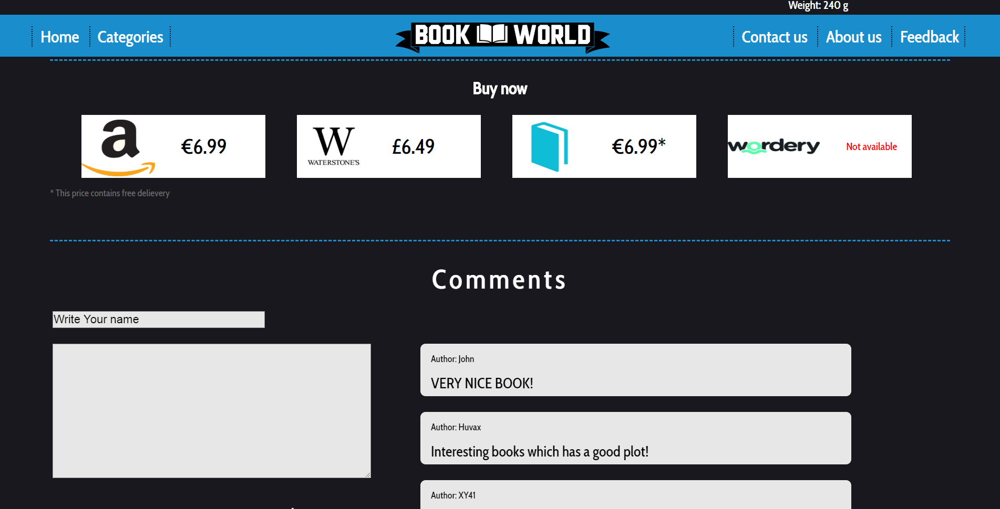 Weight: 240 g
Home
Categories
BOOK WORLD
Contact us
About us
Feedback
Buy now
a
€6.99
W
WATERSTONE'S
£6.49
€6.99*
wordery
Not available
* This price contains free delievery
Comments
Write Your name
Author: John
VERY NICE BOOK!
Author: Huvax
Interesting books which has a good plot!
Author: XY41